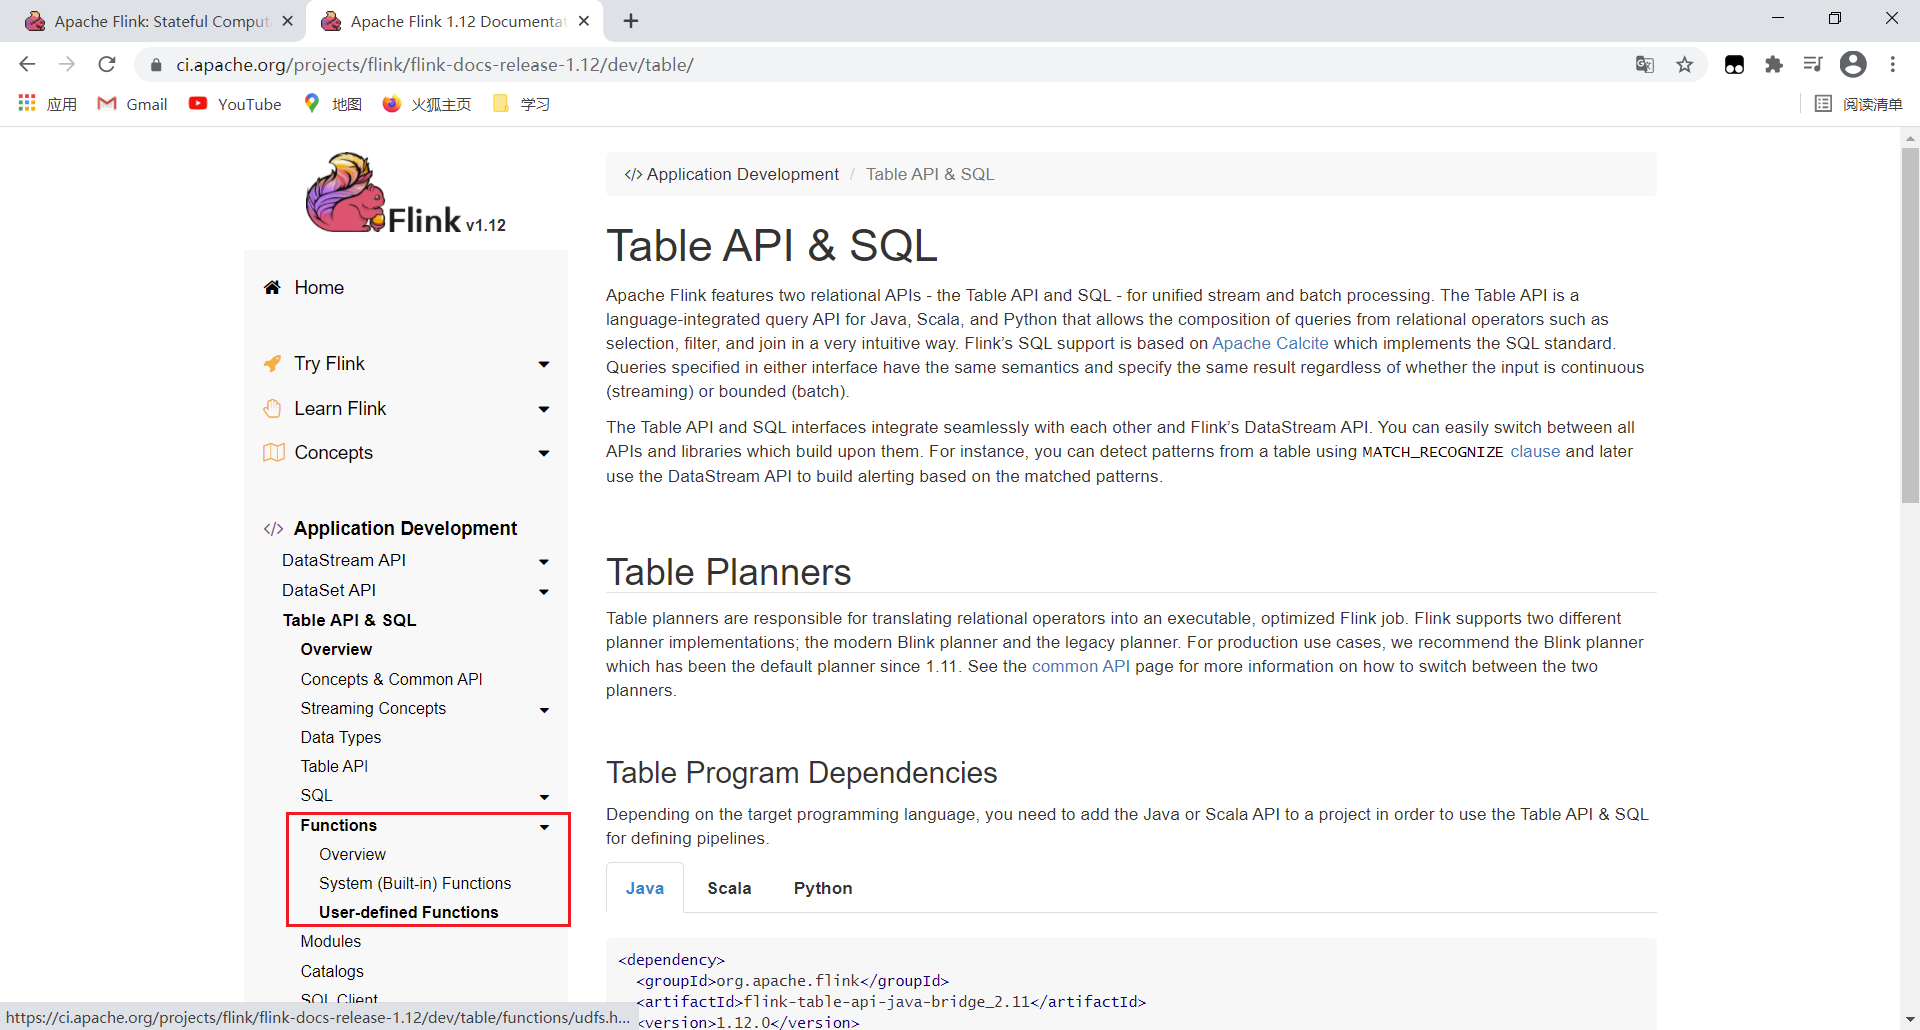 Apache Flink: Stateful Comput
Apache Flink 1.12 Documentat
ci.apache.org/projects/flink/flink-docs-release-1.12/dev/table/
应用
Gmail
YouTube
地图
火狐主页
学习
阅读清单
Flink v1.12
Home
Try Flink
Learn Flink
Concepts
</> Application Development
DataStream API
DataSet API
Table API & SQL
Overview
Concepts & Common API
Streaming Concepts
Data Types
Table API
SQL
Functions
Overview
System (Built-in) Functions
User-defined Functions
Modules
Catalogs
SQL Client
https://ci.apache.org/projects/flink/flink-docs-release-1.12/dev/table/functions/udfs.h...
</> Application Development / Table API & SQL
Table API & SQL
Apache Flink features two relational APIs - the Table API and SQL - for unified stream and batch processing. The Table API is a
language-integrated query API for Java, Scala, and Python that allows the composition of queries from relational operators such as
selection, filter, and join in a very intuitive way. Flink’s SQL support is based on Apache Calcite which implements the SQL standard.
Queries specified in either interface have the same semantics and specify the same result regardless of whether the input is continuous
(streaming) or bounded (batch).
The Table API and SQL interfaces integrate seamlessly with each other and Flink’s DataStream API. You can easily switch between all
APIs and libraries which build upon them. For instance, you can detect patterns from a table using MATCH_RECOGNIZE clause and later
use the DataStream API to build alerting based on the matched patterns.
Table Planners
Table planners are responsible for translating relational operators into an executable, optimized Flink job. Flink supports two different
planner implementations; the modern Blink planner and the legacy planner. For production use cases, we recommend the Blink planner
which has been the default planner since 1.11. See the common API page for more information on how to switch between the two
planners.
Table Program Dependencies
Depending on the target programming language, you need to add the Java or Scala API to a project in order to use the Table API & SQL
for defining pipelines.
Java
Scala
Python
<dependency>
<groupId>org.apache.flink</groupId>
<artifactId>flink-table-api-java-bridge_2.11</artifactId>
<version>1.12.0</version>